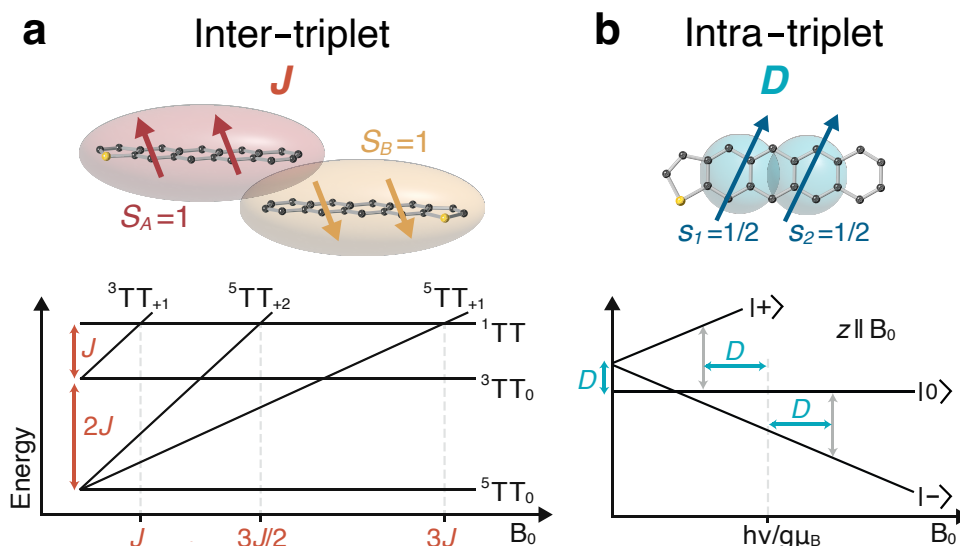 a
Inter-triplet
J
S_B=1
S_A=1
³TT₊₁
⁵TT₊₂
⁵TT₊₁
¹TT
J
³TT₀
2J
⁵TT₀
Energy
J
3J/2
3J
B₀
b
Intra-triplet
D
s₁=1/2
s₂=1/2
|+>
z || B₀
D
D
|0>
D
|−>
hν/gμ_B
B₀